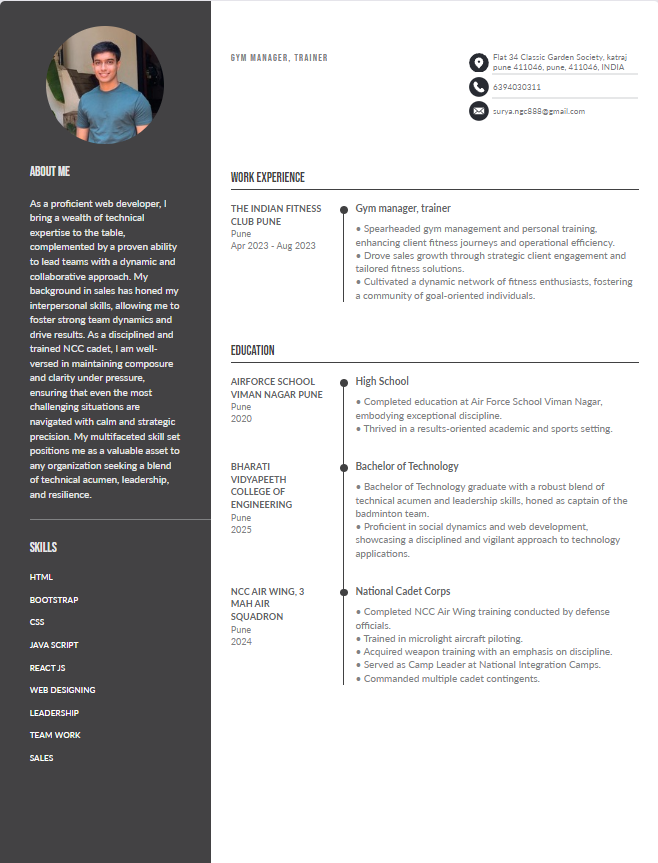 GYM MANAGER, TRAINER
Flat 34 Classic Garden Society, katraj
pune 411046, pune, 411046, INDIA
6394030311
surya.ngc888@gmail.com
ABOUT ME
As a proficient web developer, I
bring a wealth of technical
expertise to the table,
complemented by a proven ability
to lead teams with a dynamic and
collaborative approach. My
background in sales has honed my
interpersonal skills, allowing me to
foster strong team dynamics and
drive results. As a disciplined and
trained NCC cadet, I am well-
versed in maintaining composure
and clarity under pressure,
ensuring that even the most
challenging situations are
navigated with calm and strategic
precision. My multifaceted skill set
positions me as a valuable asset to
any organization seeking a blend
of technical acumen, leadership,
and resilience.
SKILLS
HTML
BOOTSTRAP
CSS
JAVA SCRIPT
REACT JS
WEB DESIGNING
LEADERSHIP
TEAM WORK
SALES
WORK EXPERIENCE
THE INDIAN FITNESS
CLUB PUNE
Pune
Apr 2023 - Aug 2023
Gym manager, trainer
• Spearheaded gym management and personal training,
enhancing client fitness journeys and operational efficiency.
• Drove sales growth through strategic client engagement and
tailored fitness solutions.
• Cultivated a dynamic network of fitness enthusiasts, fostering
a community of goal-oriented individuals.
EDUCATION
AIRFORCE SCHOOL
VIMAN NAGAR PUNE
Pune
2020
High School
• Completed education at Air Force School Viman Nagar,
embodying exceptional discipline.
• Thrived in a results-oriented academic and sports setting.
BHARATI
VIDYAPEETH
COLLEGE OF
ENGINEERING
Pune
2025
Bachelor of Technology
• Bachelor of Technology graduate with a robust blend of
technical acumen and leadership skills, honed as captain of the
badminton team.
• Proficient in social dynamics and web development,
showcasing a disciplined and vigilant approach to technology
applications.
NCC AIR WING, 3
MAH AIR
SQUADRON
Pune
2024
National Cadet Corps
• Completed NCC Air Wing training conducted by defense
officials.
• Trained in microlight aircraft piloting.
• Acquired weapon training with an emphasis on discipline.
• Served as Camp Leader at National Integration Camps.
• Commanded multiple cadet contingents.